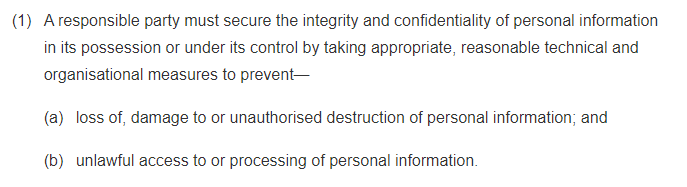 (1) A responsible party must secure the integrity and confidentiality of personal information
in its possession or under its control by taking appropriate, reasonable technical and
organisational measures to prevent—
(a) loss of, damage to or unauthorised destruction of personal information; and
(b) unlawful access to or processing of personal information.